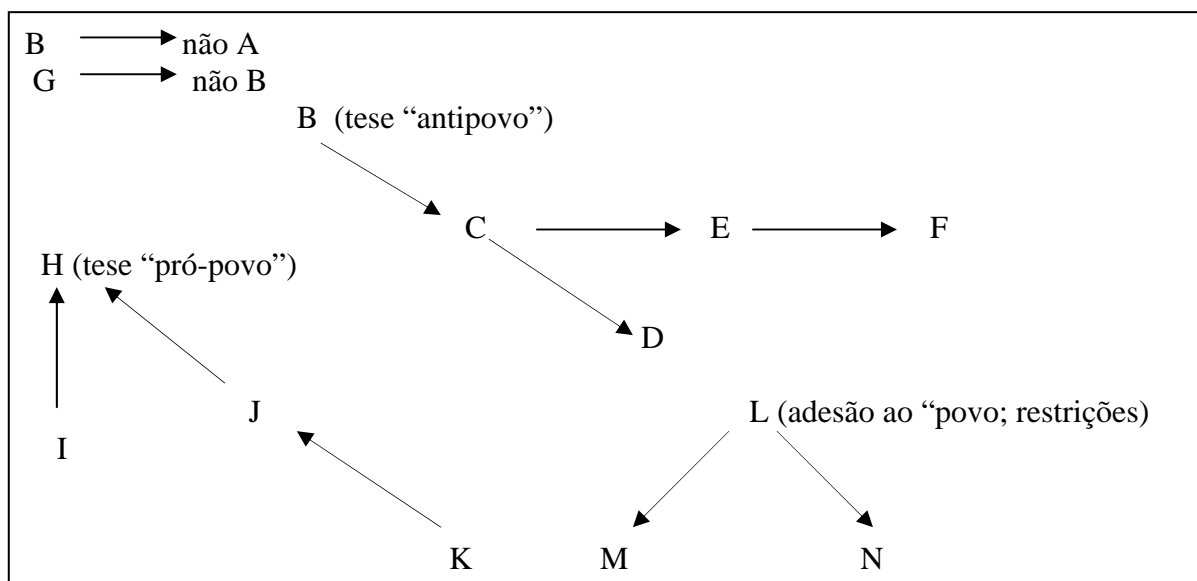 B não A
G não B
B (tese “antipovo”)
C E F
H (tese “pró-povo”)
D
J L (adesão ao “povo; restrições)
I
K M N